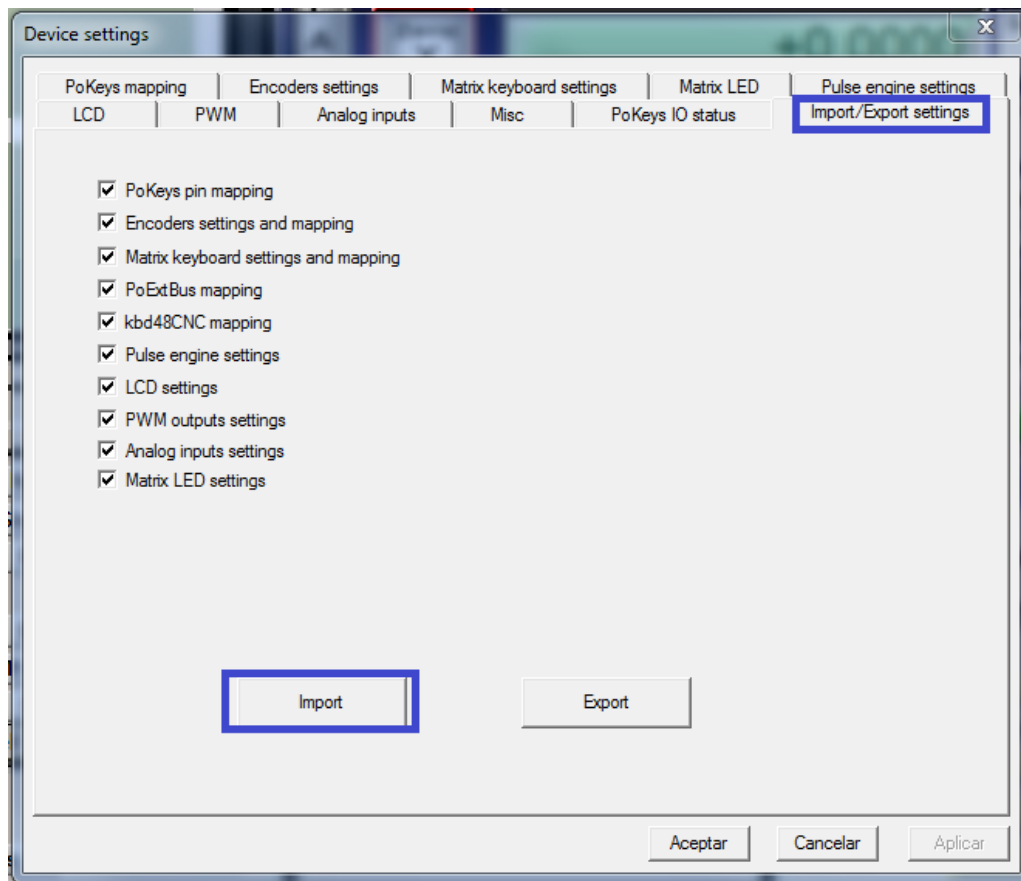 Device settings
+0.0000
X
PoKeys mapping Encoders settings Matrix keyboard settings Matrix LED Pulse engine settings
LCD PWM Analog inputs Misc PoKeys IO status Import/Export settings
PoKeys pin mapping
Encoders settings and mapping
Matrix keyboard settings and mapping
PoExtBus mapping
kbd48CNC mapping
Pulse engine settings
LCD settings
PWM outputs settings
Analog inputs settings
Matrix LED settings
Import Export
Aceptar Cancelar Aplicar